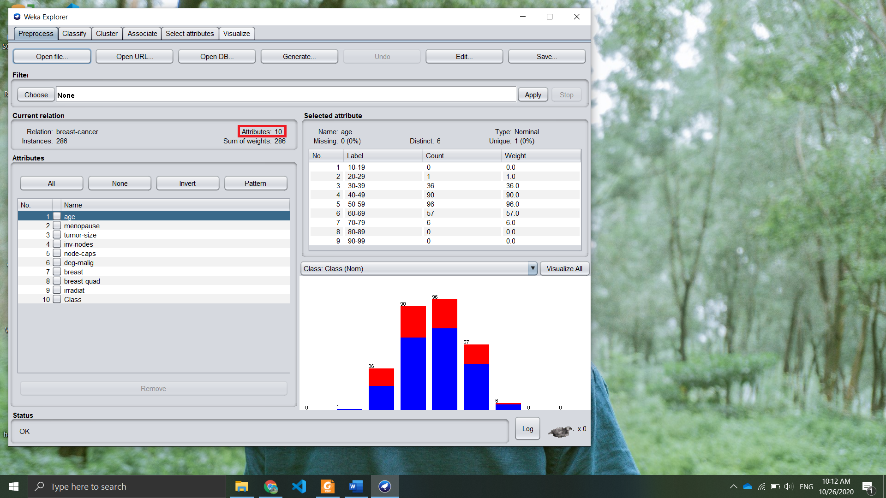 Weka Explorer
Preprocess Classify Cluster Associate Select attributes Visualize
Open file... Open URL... Open DB... Generate... Undo Edit... Save...
Filter
Choose None Apply Stop
Current relation
Relation: breast-cancer Attributes: 10
Instances: 286 Sum of weights: 286
Attributes
All None Invert Pattern
No. Name
1 age
2 menopause
3 tumor-size
4 inv-nodes
5 node-caps
6 deg-malig
7 breast
8 breast-quad
9 irradiat
10 Class
Remove
Selected attribute
Name: age Type: Nominal
Missing: 0 (0%) Distinct: 6 Unique: 1 (0%)
No. Label Count Weight
1 10-19 0 0.0
2 20-29 1 1.0
3 30-39 36 36.0
4 40-49 90 90.0
5 50-59 96 96.0
6 60-69 57 57.0
7 70-79 6 6.0
8 80-89 0 0.0
9 90-99 0 0.0
Class: Class (Nom) Visualize All
0 1 36 90 96 57 6 0 0
Status
OK
Log x 0
Type here to search
ENG
10:12 AM
10/26/2020
1